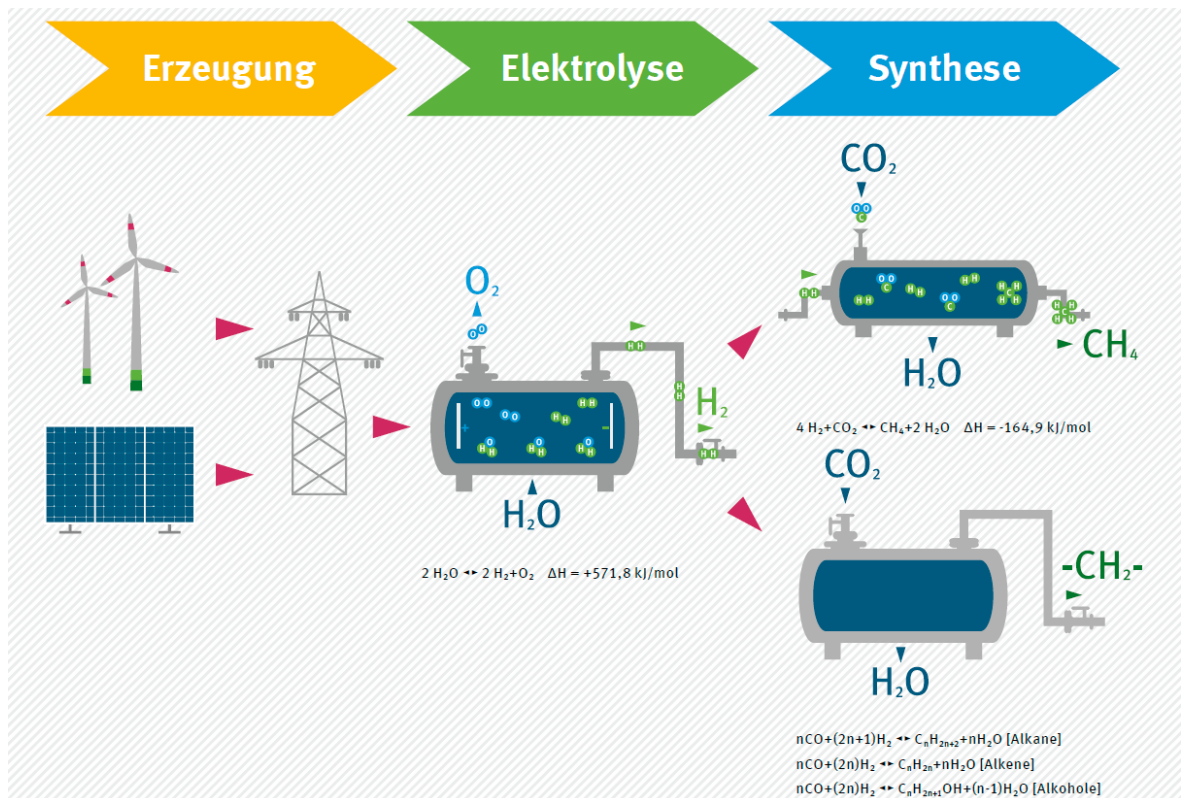 Erzeugung
Elektrolyse
Synthese
CO₂
O O
C
O₂
O O
H H
H H
O O
C
H H
H H
O O
C
H H
C
H H
H H
C
H H
CH₄
H₂O
4 H₂+CO₂ ↔ CH₄+2 H₂O ΔH = -164,9 kJ/mol
H H
H₂
H H
O O
O O
H H
H H
+
-
O
H H
O
H H
O
H H
H₂O
2 H₂O ↔ 2 H₂+O₂ ΔH = +571,8 kJ/mol
CO₂
-CH₂-
H₂O
nCO+(2n+1)H₂ ↔ CₙH₂ₙ₊₂+nH₂O [Alkane]
nCO+(2n)H₂ ↔ CₙH₂ₙ+nH₂O [Alkene]
nCO+(2n)H₂ ↔ CₙH₂ₙ₊₁OH+(n-1)H₂O [Alkohole]